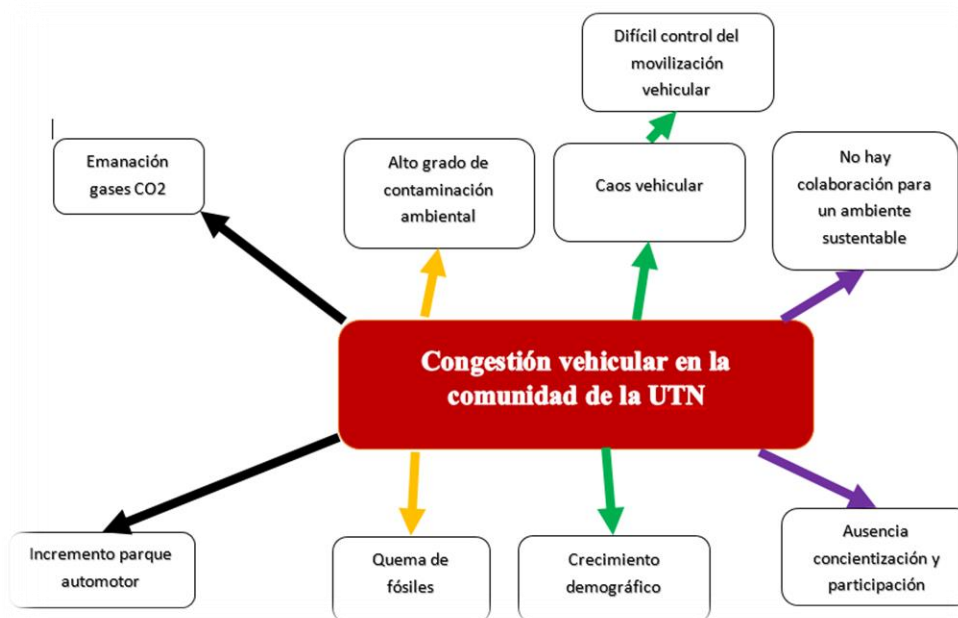 Difícil control del
movilización
vehicular
Emanación
gases CO2
Alto grado de
contaminación
ambiental
Caos vehicular
No hay
colaboración para
un ambiente
sustentable
Congestión vehicular en la
comunidad de la UTN
Incremento parque
automotor
Quema de
fósiles
Crecimiento
demográfico
Ausencia
concientización y
participación